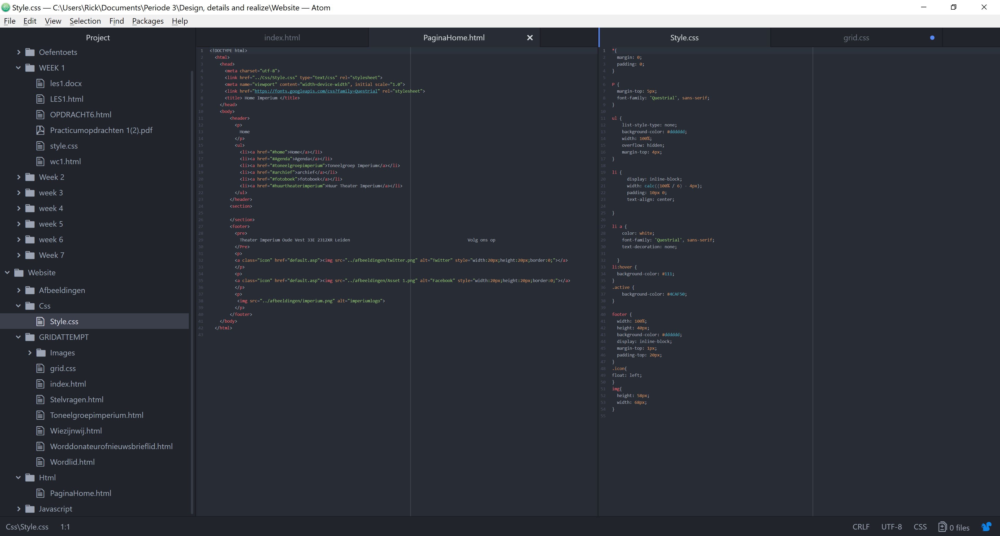 Style.css — C:\Users\Rick\Documents\Periode 3\Design, details and realize\Website — Atom
File Edit View Selection Find Packages Help
Project
Oefentoets
WEEK 1
les1.docx
LES1.html
OPDRACHT6.html
Practicumopdrachten 1(2).pdf
style.css
wc1.html
Week 2
week 3
week 4
week 5
week 6
Week 7
Website
Afbeeldingen
Css
Style.css
GRIDATTEMPT
Images
grid.css
index.html
Stelvragen.html
Toneelgroepimperium.html
Wiezijnwij.html
Worddonateurofnieuwsbrieflid.html
Wordlid.html
Html
PaginaHome.html
Javascript
index.html
PaginaHome.html
1 <!DOCTYPE html>
2 <html>
3 <head>
4 <meta charset="utf-8">
5 <link href="../Css/Style.css" type="text/css" rel="stylesheet">
6 <meta name="viewport" content="width=device-width", initial scale="1.0">
7 <link href="https://fonts.googleapis.com/css?family=Questrial" rel="stylesheet">
8 <title> Home Imperium </title>
9 </head>
10 <body>
11 <header>
12 <p>
13 Home
14 </p>
15 <ul>
16 <li><a href="#home">Home</a></li>
17 <li><a href="#Agenda">Agenda</a></li>
18 <li><a href="#toneelgroepimperium">Toneelgroep Imperium</a></li>
19 <li><a href="#archief">archief</a></li>
20 <li><a href="#fotoboek">fotoboek</a></li>
21 <li><a href="#huurtheaterimperium">Huur Theater Imperium</a></li>
22 </ul>
23 </header>
24 <section>
25
26 </section>
27 <footer>
28 <pre>
29 Theater Imperium Oude Vest 33E 2312XR Leiden Volg ons op
30 </Pre>
31 <p>
32 <a class="icon" href="default.asp"><img src="../afbeeldingen/twitter.png" alt="Twitter" style="width:20px;height:20px;border:0;"></a>
33 </p>
34 <p>
35 <a class="icon" href="default.asp"><img src="../afbeeldingen/Asset 1.png" alt="Facebook" style="width:20px;height:20px;border:0;"></a>
36 </p>
37 <p>
38 <img src="../afbeeldingen/imperium.png" alt="imperiumlogo">
39 </p>
40 </footer>
41 </body>
42 </html>
43
Style.css
grid.css
1 *{
2 margin: 0;
3 padding: 0;
4 }
5
6 P {
7 margin-top: 5px;
8 font-family: 'Questrial', sans-serif;
9 }
10
11 ul {
12 list-style-type: none;
13 background-color: #dddddd;
14 width: 100%;
15 overflow: hidden;
16 margin-top: 4px;
17 }
18
19 li {
20 display: inline-block;
21 width: calc((100% / 6) - 4px);
22 padding: 10px 0;
23 text-align: center;
24
25 }
26
27 li a {
28 color: white;
29 font-family: 'Questrial', sans-serif;
30 text-decoration: none;
31
32 }
33 li:hover {
34 background-color: #111;
35 }
36 .active {
37 background-color: #4CAF50;
38 }
39
40 footer {
41 width: 100%;
42 height: 40px;
43 background-color: #dddddd;
44 display: inline-block;
45 margin-top: 1px;
46 padding-top: 20px;
47 }
48 .icon{
49 float: left;
50 }
51 img{
52 height: 58px;
53 width: 68px;
54 }
55
Css\Style.css 1:1
CRLF UTF-8 CSS 0 files